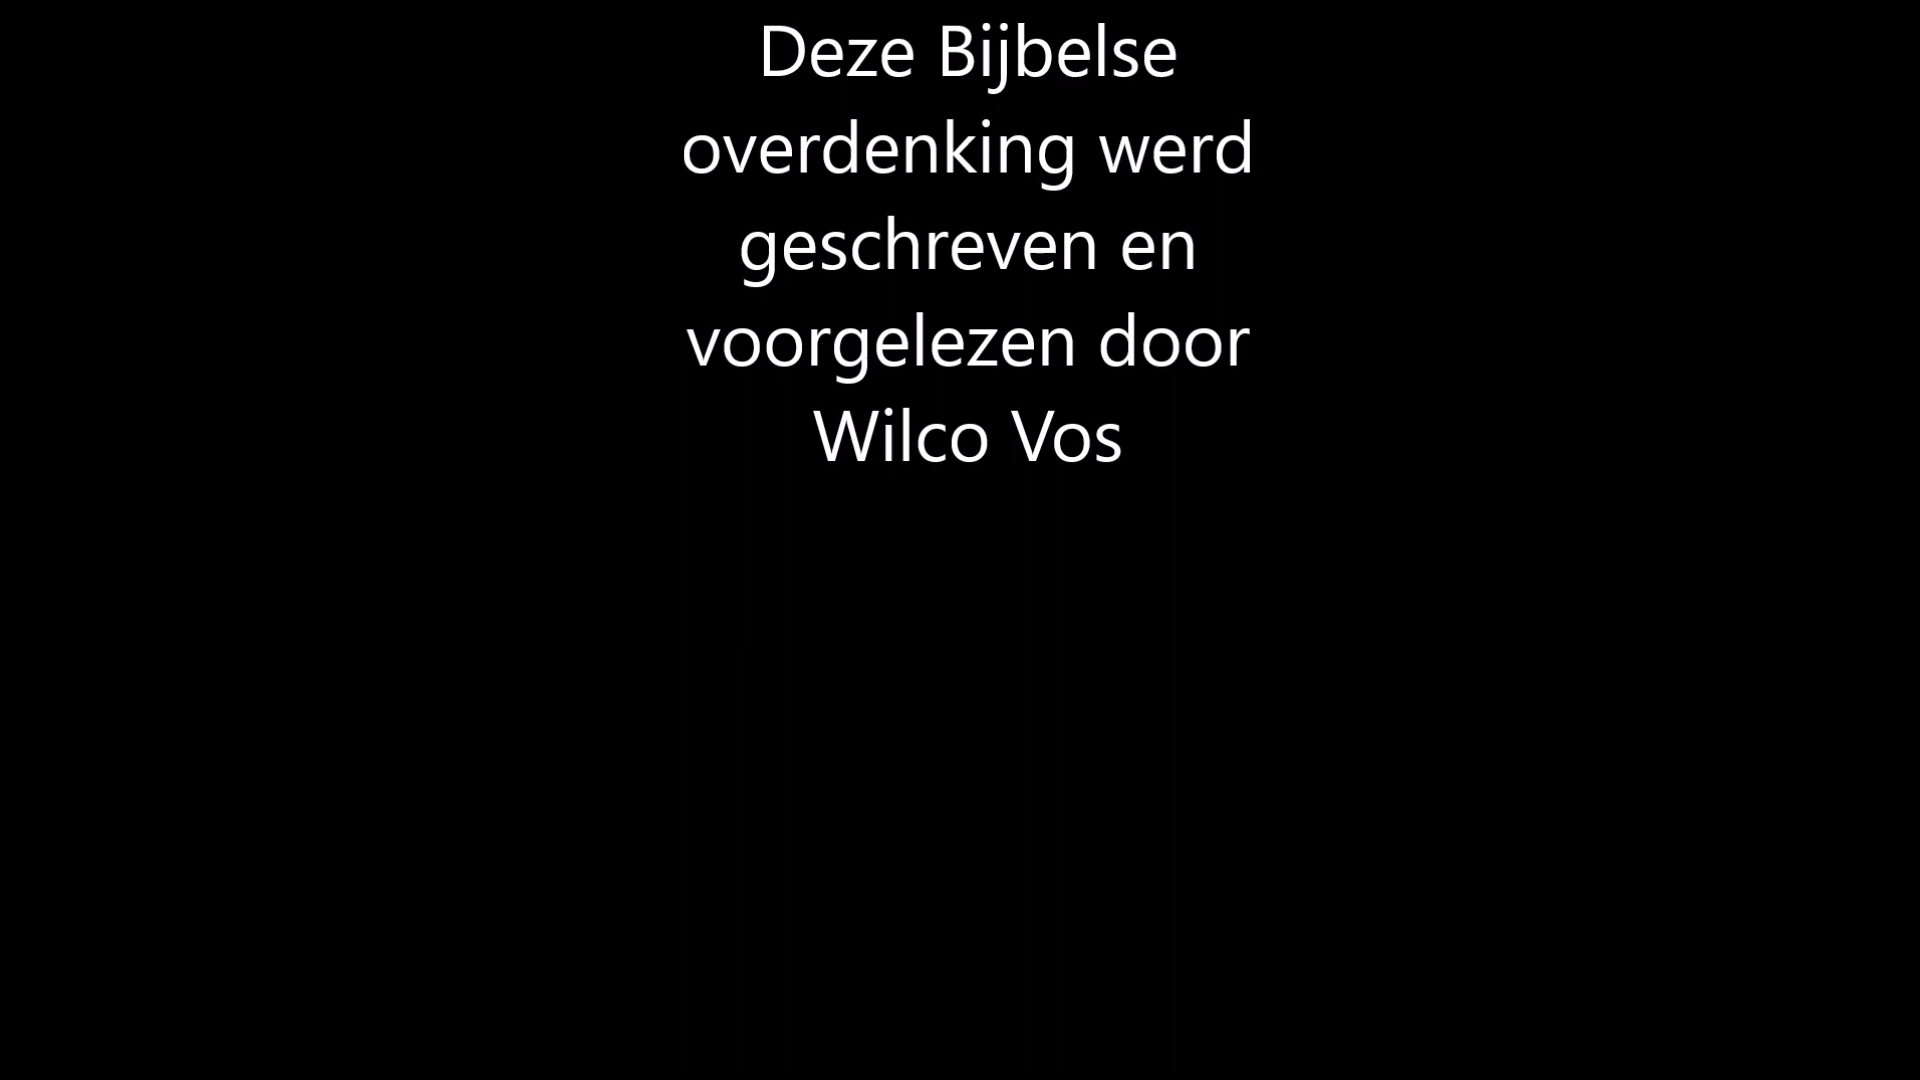 Deze Bijbelse
overdenking werd
geschreven en
voorgelezen door
Wilco Vos